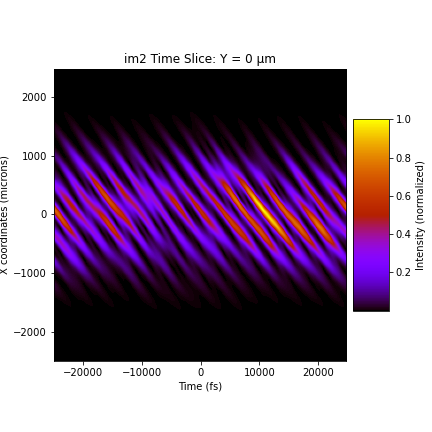 im2 Time Slice: Y = 0 μm
2000
1000
0
−1000
−2000
X coordinates (microns)
−20000 −10000 0 10000 20000
Time (fs)
1.0
0.8
0.6
0.4
0.2
Intensity (normalized)